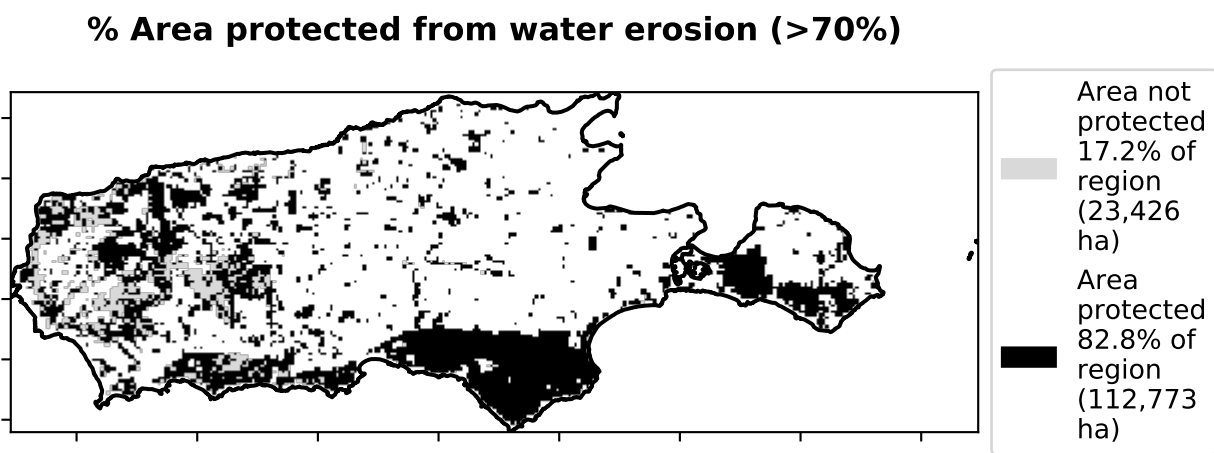 % Area protected from water erosion (>70%)
Area not
protected
17.2% of
region
(23,426
ha)
Area
protected
82.8% of
region
(112,773
ha)